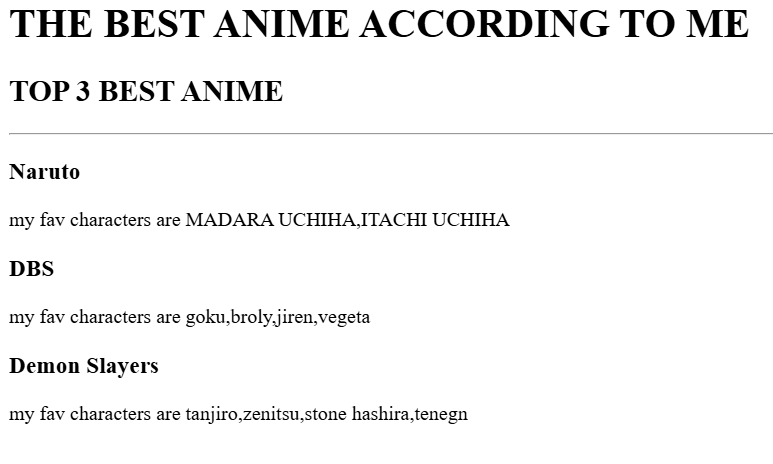 THE BEST ANIME ACCORDING TO ME
TOP 3 BEST ANIME
Naruto
my fav characters are MADARA UCHIHA,ITACHI UCHIHA
DBS
my fav characters are goku,broly,jiren,vegeta
Demon Slayers
my fav characters are tanjiro,zenitsu,stone hashira,tenegn